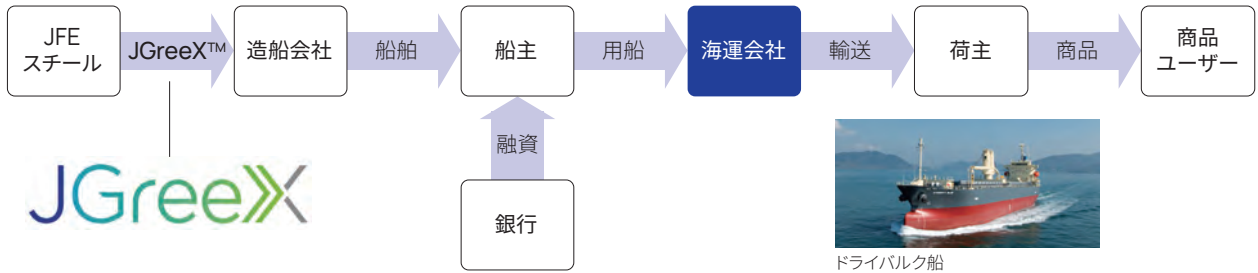 JFE
スチール
JGreeX™
造船会社
船舶
船主
用船
海運会社
輸送
荷主
商品
商品
ユーザー
融資
JGreeX
銀行
ドライバルク船